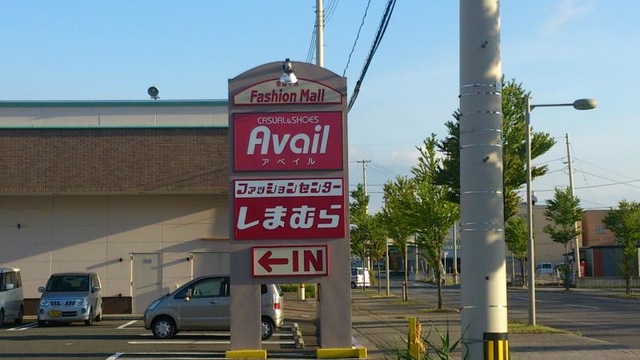 Fashion Mall
CASUAL&SHOES
Avail
アベイル
ファッションセンター
しまむら
←IN